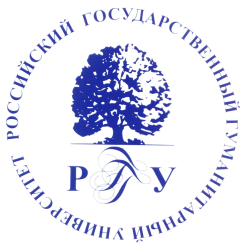 РОССИЙСКИЙ ГОСУДАРСТВЕННЫЙ ГУМАНИТАРНЫЙ УНИВЕРСИТЕТ
РГГУ